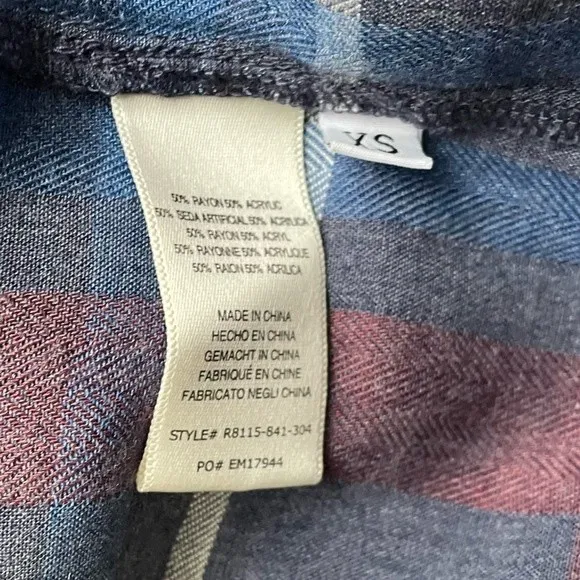 YS
50% RAYON 50% ACRYLIC
50% SEDA ARTIFICIAL 50% ACRILICA
50% RAYON 50% ACRYL
50% RAYONNE 50% ACRYLIQUE
50% RAION 50% ACRILICA
MADE IN CHINA
HECHO EN CHINA
GEMACHT IN CHINA
FABRIQUÉ EN CHINE
FABRICATO NEGLI CHINA
STYLE# R8115-841-304
PO# EM17944